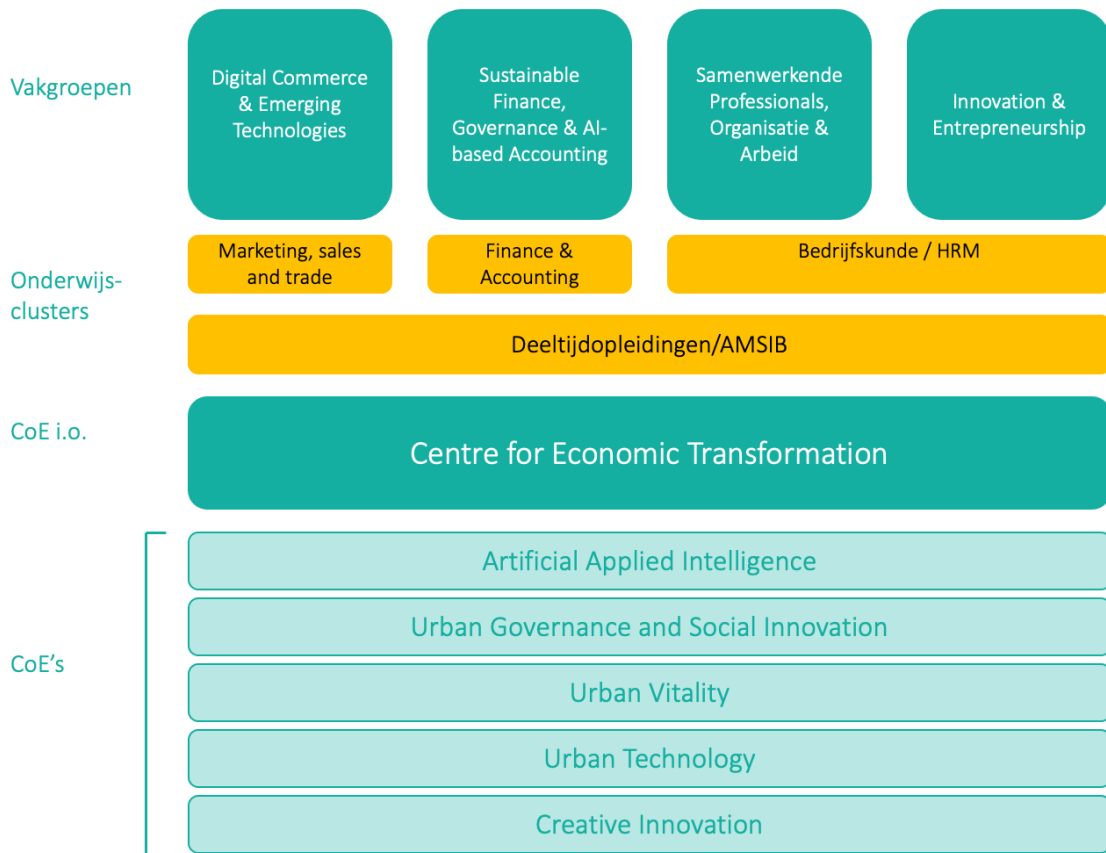 Vakgroepen
Digital Commerce
& Emerging
Technologies
Sustainable
Finance,
Governance & AI-
based Accounting
Samenwerkende
Professionals,
Organisatie &
Arbeid
Innovation &
Entrepreneurship
Onderwijs-
clusters
Marketing, sales
and trade
Finance &
Accounting
Bedrijfskunde / HRM
Deeltijdopleidingen/AMSIB
CoE i.o.
Centre for Economic Transformation
CoE’s
Artificial Applied Intelligence
Urban Governance and Social Innovation
Urban Vitality
Urban Technology
Creative Innovation